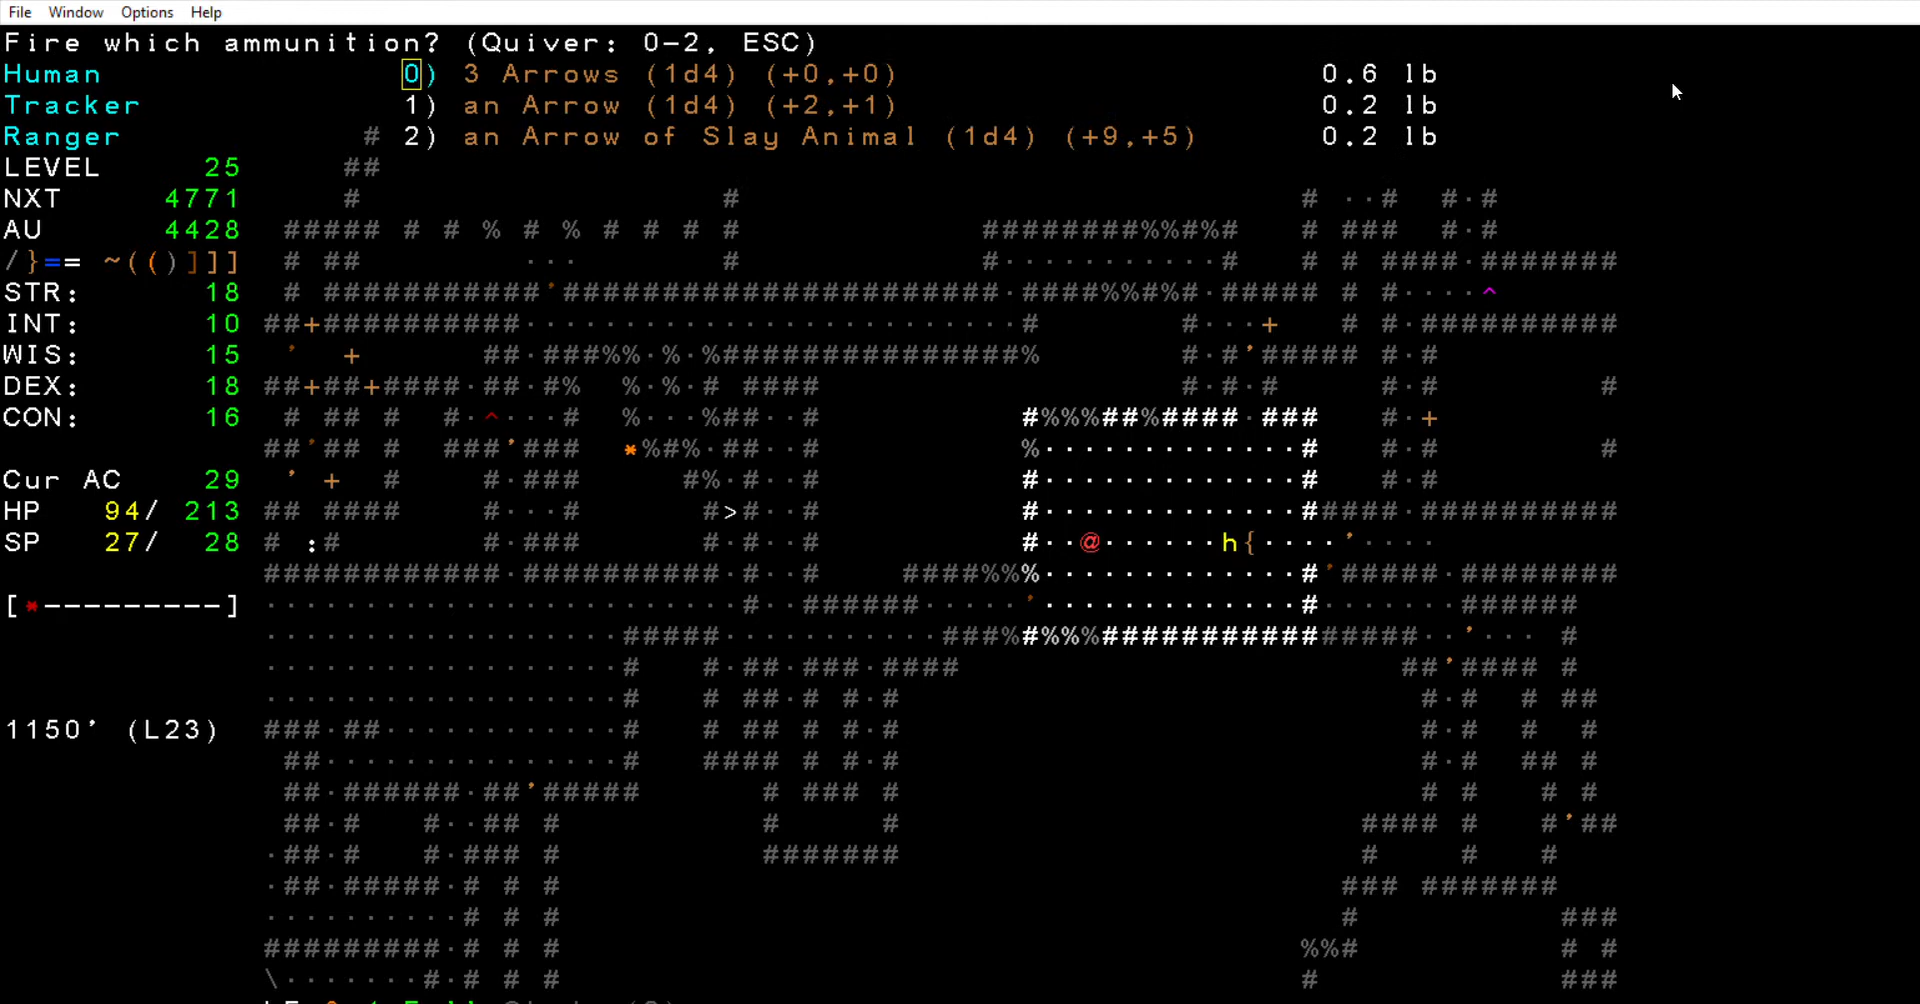 File Window Options Help
Fire which ammunition? (Quiver: 0-2, ESC)
Human 0) 3 Arrows (1d4) (+0,+0) 0.6 lb
Tracker 1) an Arrow (1d4) (+2,+1) 0.2 lb
Ranger 2) an Arrow of Slay Animal (1d4) (+9,+5) 0.2 lb
LEVEL 25
NXT 4771
AU 4428
/}== ~(()]]]
STR: 18
INT: 10
WIS: 15
DEX: 18
CON: 16
Cur AC 29
HP 94/ 213
SP 27/ 28
[*---------]
1150' (L23)